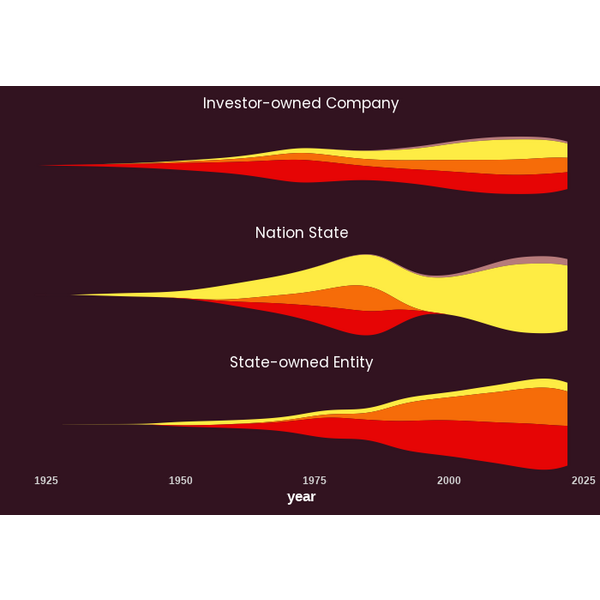 Investor-owned Company
Nation State
State-owned Entity
1925 1950 1975 2000 2025
year